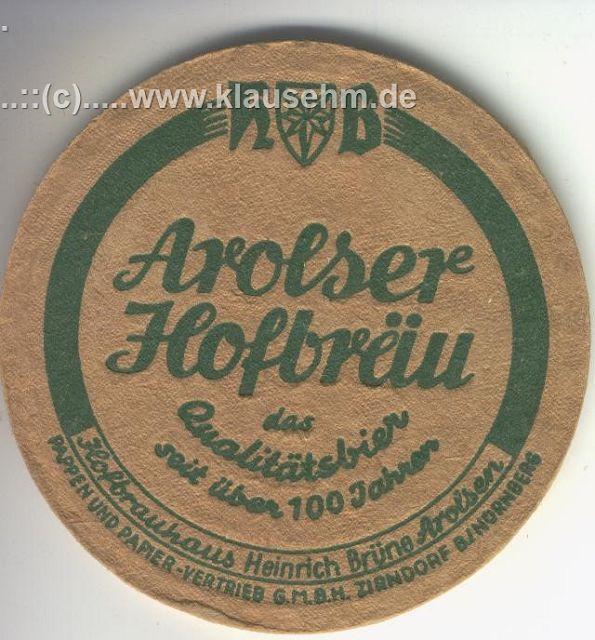 ..::(c).....www.klausehm.de
H B
Arolser
Hofbräu
das
Qualitätsbier
seit über 100 Jahren
Hofbrauhaus Heinrich Brüne Arolsen
PAPPEN UND PAPIER-VERTRIEB G.M.B.H. ZIRNDORF B/NÜRNBERG